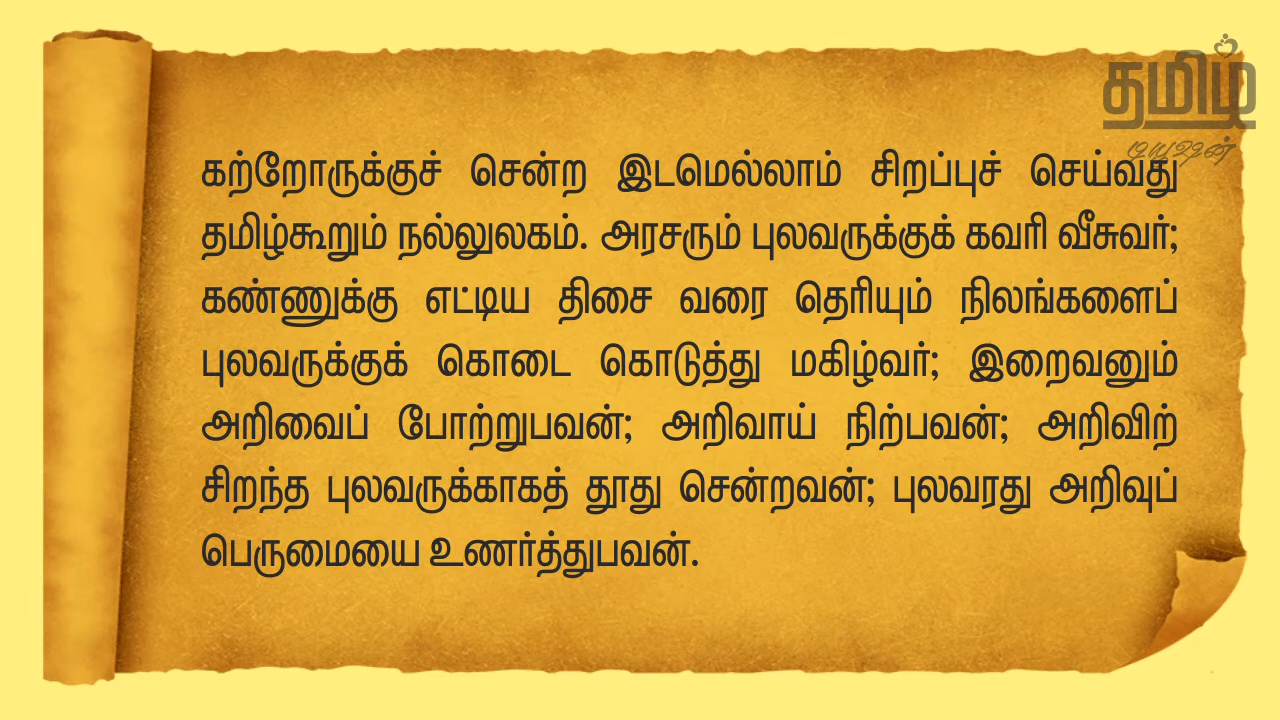 தமிழ்
டியூஷன்
கற்றோருக்குச் சென்ற இடமெல்லாம் சிறப்புச் செய்வது
தமிழ்கூறும் நல்லுலகம். அரசரும் புலவருக்குக் கவரி வீசுவர்;
கண்ணுக்கு எட்டிய திசை வரை தெரியும் நிலங்களைப்
புலவருக்குக் கொடை கொடுத்து மகிழ்வர்; இறைவனும்
அறிவைப் போற்றுபவன்; அறிவாய் நிற்பவன்; அறிவிற்
சிறந்த புலவருக்காகத் தூது சென்றவன்; புலவரது அறிவுப்
பெருமையை உணர்த்துபவன்.